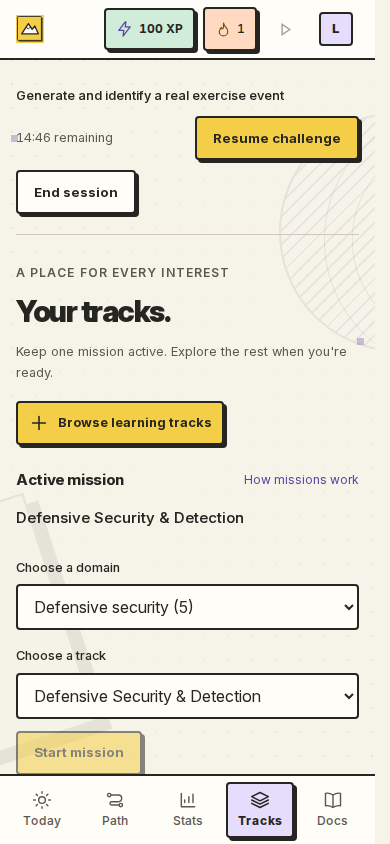 100 XP
1
L
Generate and identify a real exercise event
14:46 remaining
Resume challenge
End session
A PLACE FOR EVERY INTEREST
Your tracks.
Keep one mission active. Explore the rest when you're
ready.
Browse learning tracks
Active mission
How missions work
Defensive Security & Detection
Choose a domain
Defensive security (5)
Choose a track
Defensive Security & Detection
Start mission
Today
Path
Stats
Tracks
Docs